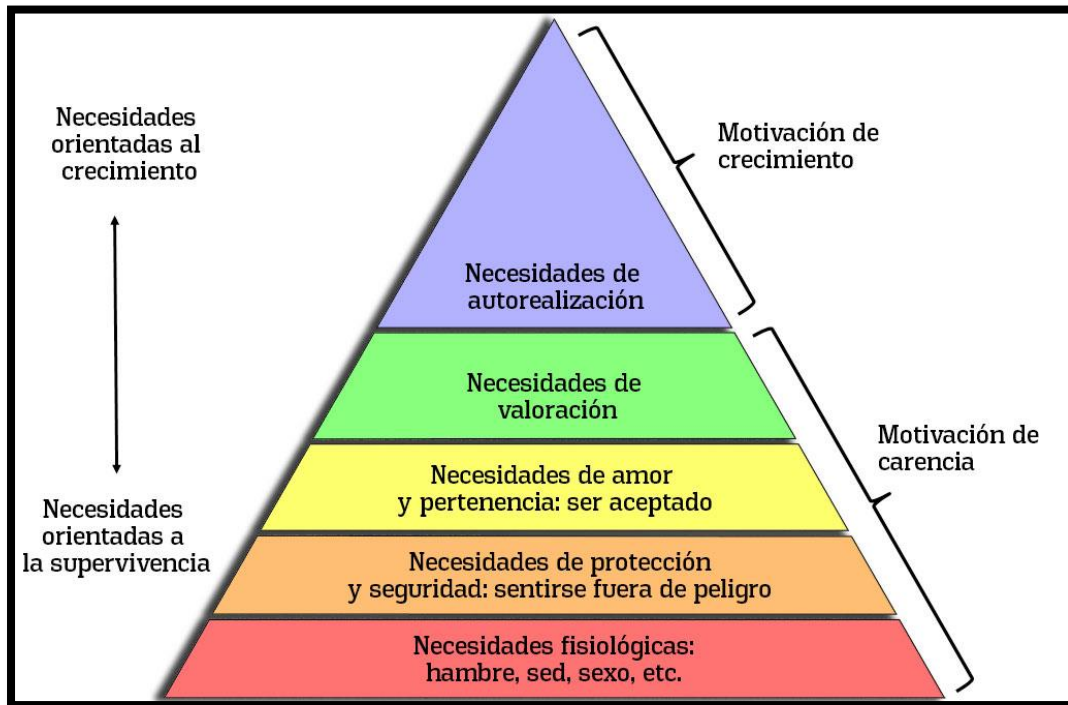 Necesidades
orientadas al
crecimiento
Motivación de
crecimiento
Necesidades de
autorealización
Necesidades de
valoración
Motivación de
carencia
Necesidades de amor
y pertenencia: ser aceptado
Necesidades
orientadas a
la supervivencia
Necesidades de protección
y seguridad: sentirse fuera de peligro
Necesidades fisiológicas:
hambre, sed, sexo, etc.